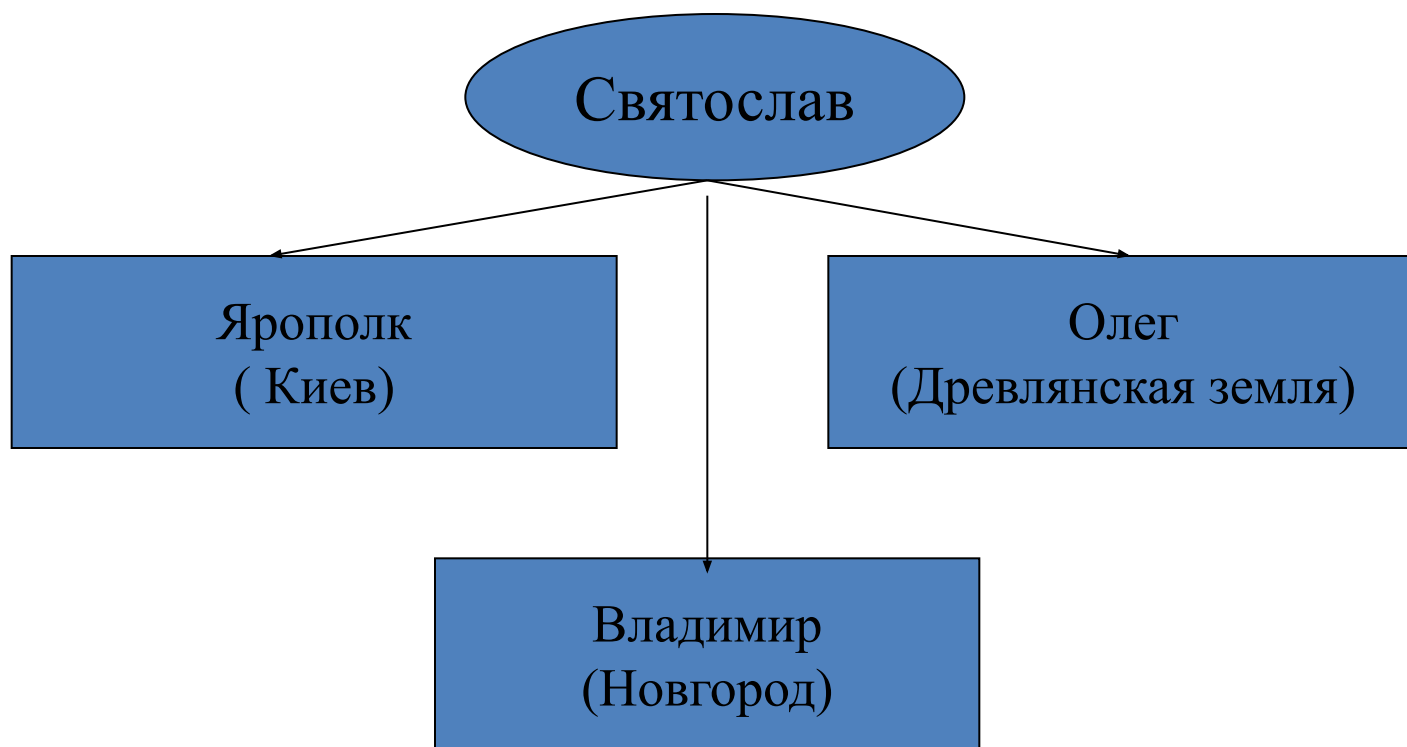 Святослав
Ярополк
( Киев)
Олег
(Древлянская земля)
Владимир
(Новгород)